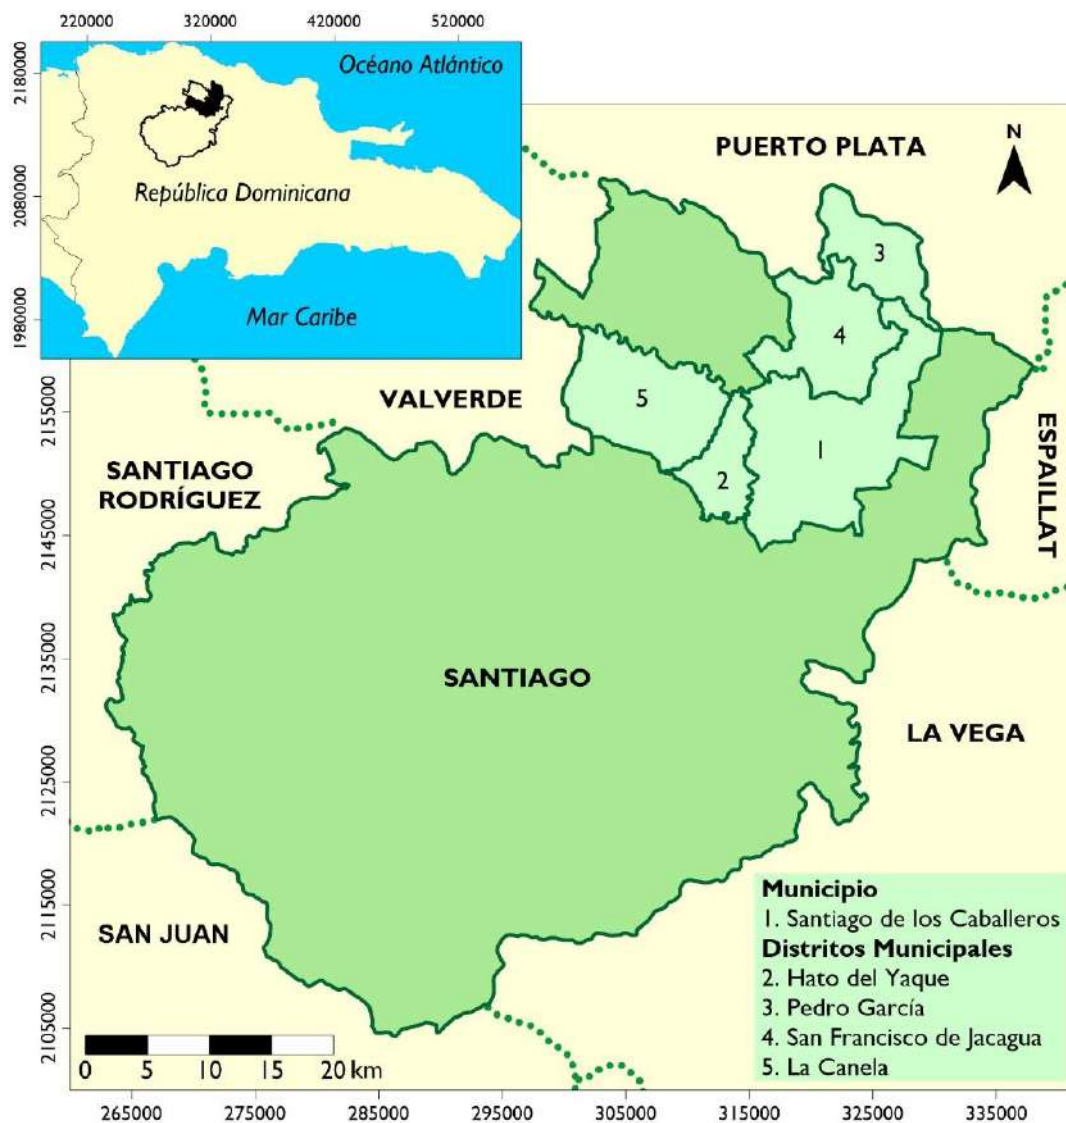 220000 320000 420000 520000
2180000
2080000
1980000
Océano Atlántico
República Dominicana
Mar Caribe
N
PUERTO PLATA
3
4
5
2
1
VALVERDE
SANTIAGO
RODRÍGUEZ
ESPAILLAT
SANTIAGO
LA VEGA
SAN JUAN
2155000
2145000
2135000
2125000
2115000
2105000
Municipio
1. Santiago de los Caballeros
Distritos Municipales
2. Hato del Yaque
3. Pedro García
4. San Francisco de Jacagua
5. La Canela
0 5 10 15 20 km
265000 275000 285000 295000 305000 315000 325000 335000